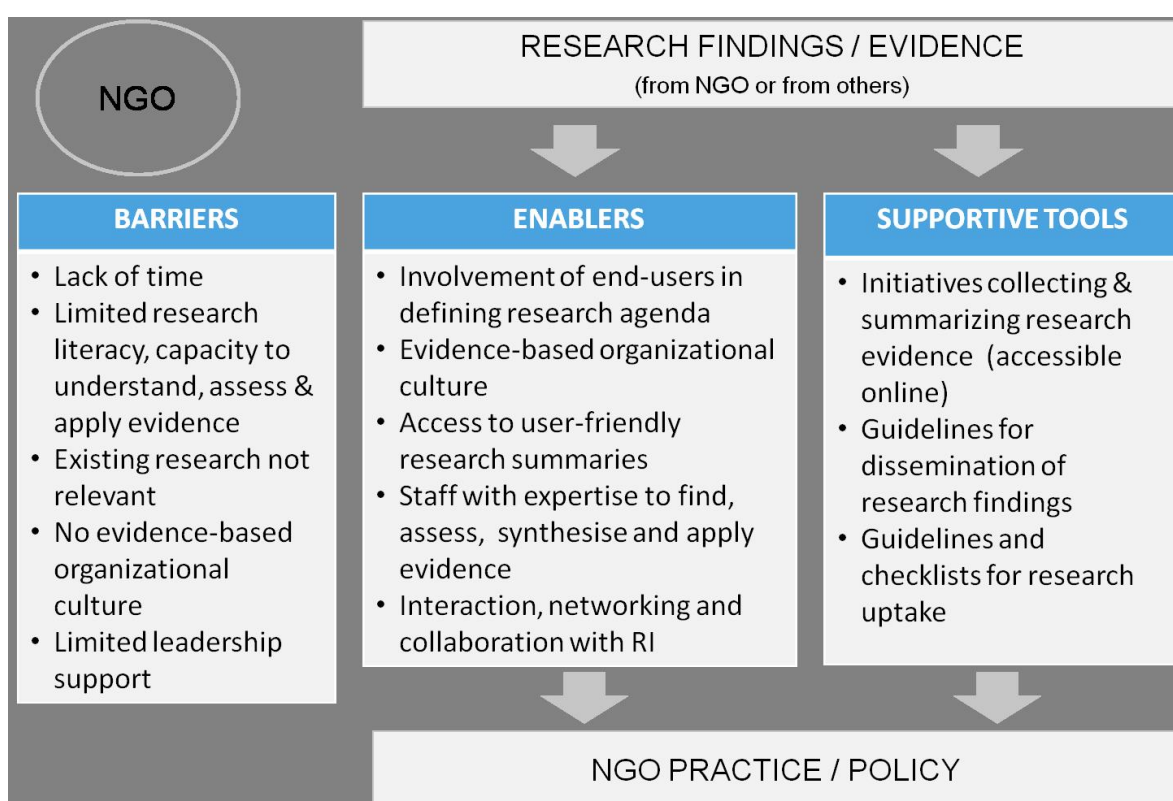 NGO
RESEARCH FINDINGS / EVIDENCE
(from NGO or from others)
BARRIERS
• Lack of time
• Limited research
literacy, capacity to
understand, assess &
apply evidence
• Existing research not
relevant
• No evidence-based
organizational
culture
• Limited leadership
support
ENABLERS
• Involvement of end-users in
defining research agenda
• Evidence-based organizational
culture
• Access to user-friendly
research summaries
• Staff with expertise to find,
assess, synthesise and apply
evidence
• Interaction, networking and
collaboration with RI
SUPPORTIVE TOOLS
• Initiatives collecting &
summarizing research
evidence (accessible
online)
• Guidelines for
dissemination of
research findings
• Guidelines and
checklists for research
uptake
NGO PRACTICE / POLICY